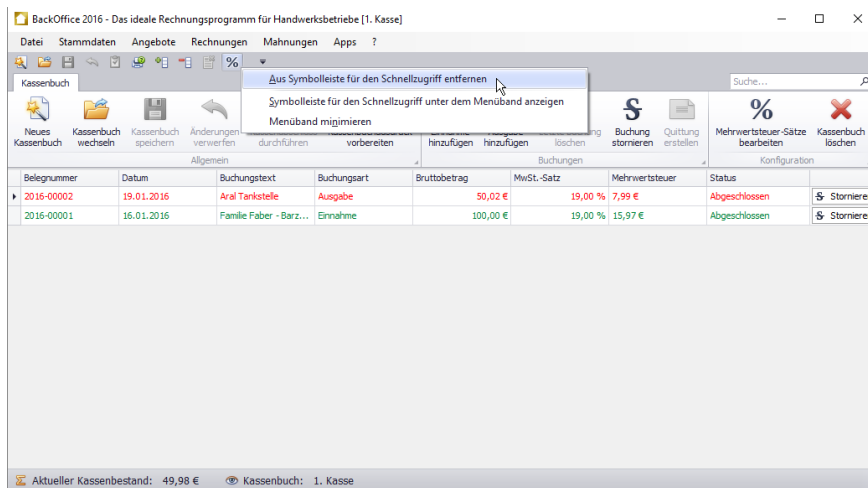 BackOffice 2016 - Das ideale Rechnungsprogramm für Handwerksbetriebe [1. Kasse]
Datei Stammdaten Angebote Rechnungen Mahnungen Apps ?
Aus Symbolleiste für den Schnellzugriff entfernen
Symbolleiste für den Schnellzugriff unter dem Menüband anzeigen
Menüband minimieren
Kassenbuch Suche...
Neues Kassenbuch Kassenbuch Änderungen Buchung Quittung Mehrwertsteuer-Sätze Kassenbuch
Kassenbuch wechseln speichern verwerfen durchführen vorbereiten hinzufügen hinzufügen löschen stornieren erstellen bearbeiten löschen
Allgemein Buchungen Konfiguration
Belegnummer Datum Buchungstext Buchungsart Bruttobetrag MwSt.-Satz Mehrwertsteuer Status
2016-00002 19.01.2016 Aral Tankstelle Ausgabe 50,02 € 19,00 % 7,99 € Abgeschlossen Storniere
2016-00001 16.01.2016 Familie Faber - Barz... Einnahme 100,00 € 19,00 % 15,97 € Abgeschlossen Storniere
Aktueller Kassenbestand: 49,98 € Kassenbuch: 1. Kasse